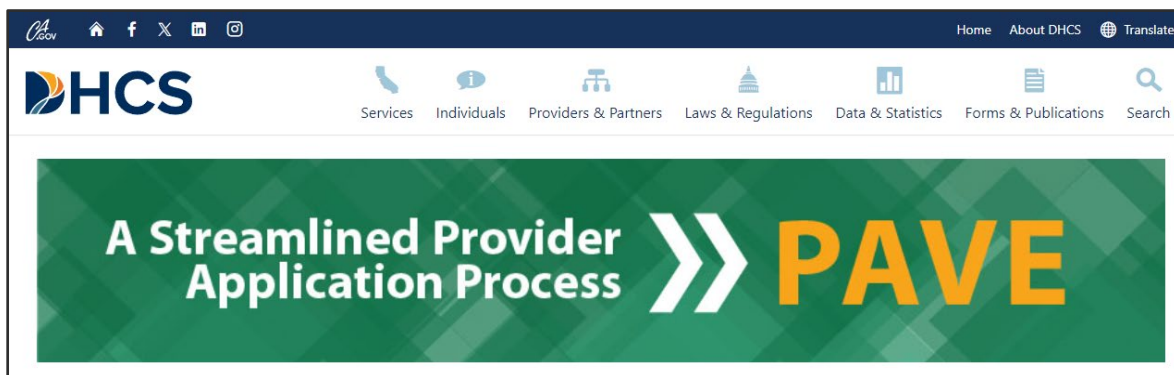 CA.GOV
Home About DHCS Translate
DHCS
Services Individuals Providers & Partners Laws & Regulations Data & Statistics Forms & Publications Search
A Streamlined Provider
Application Process
PAVE